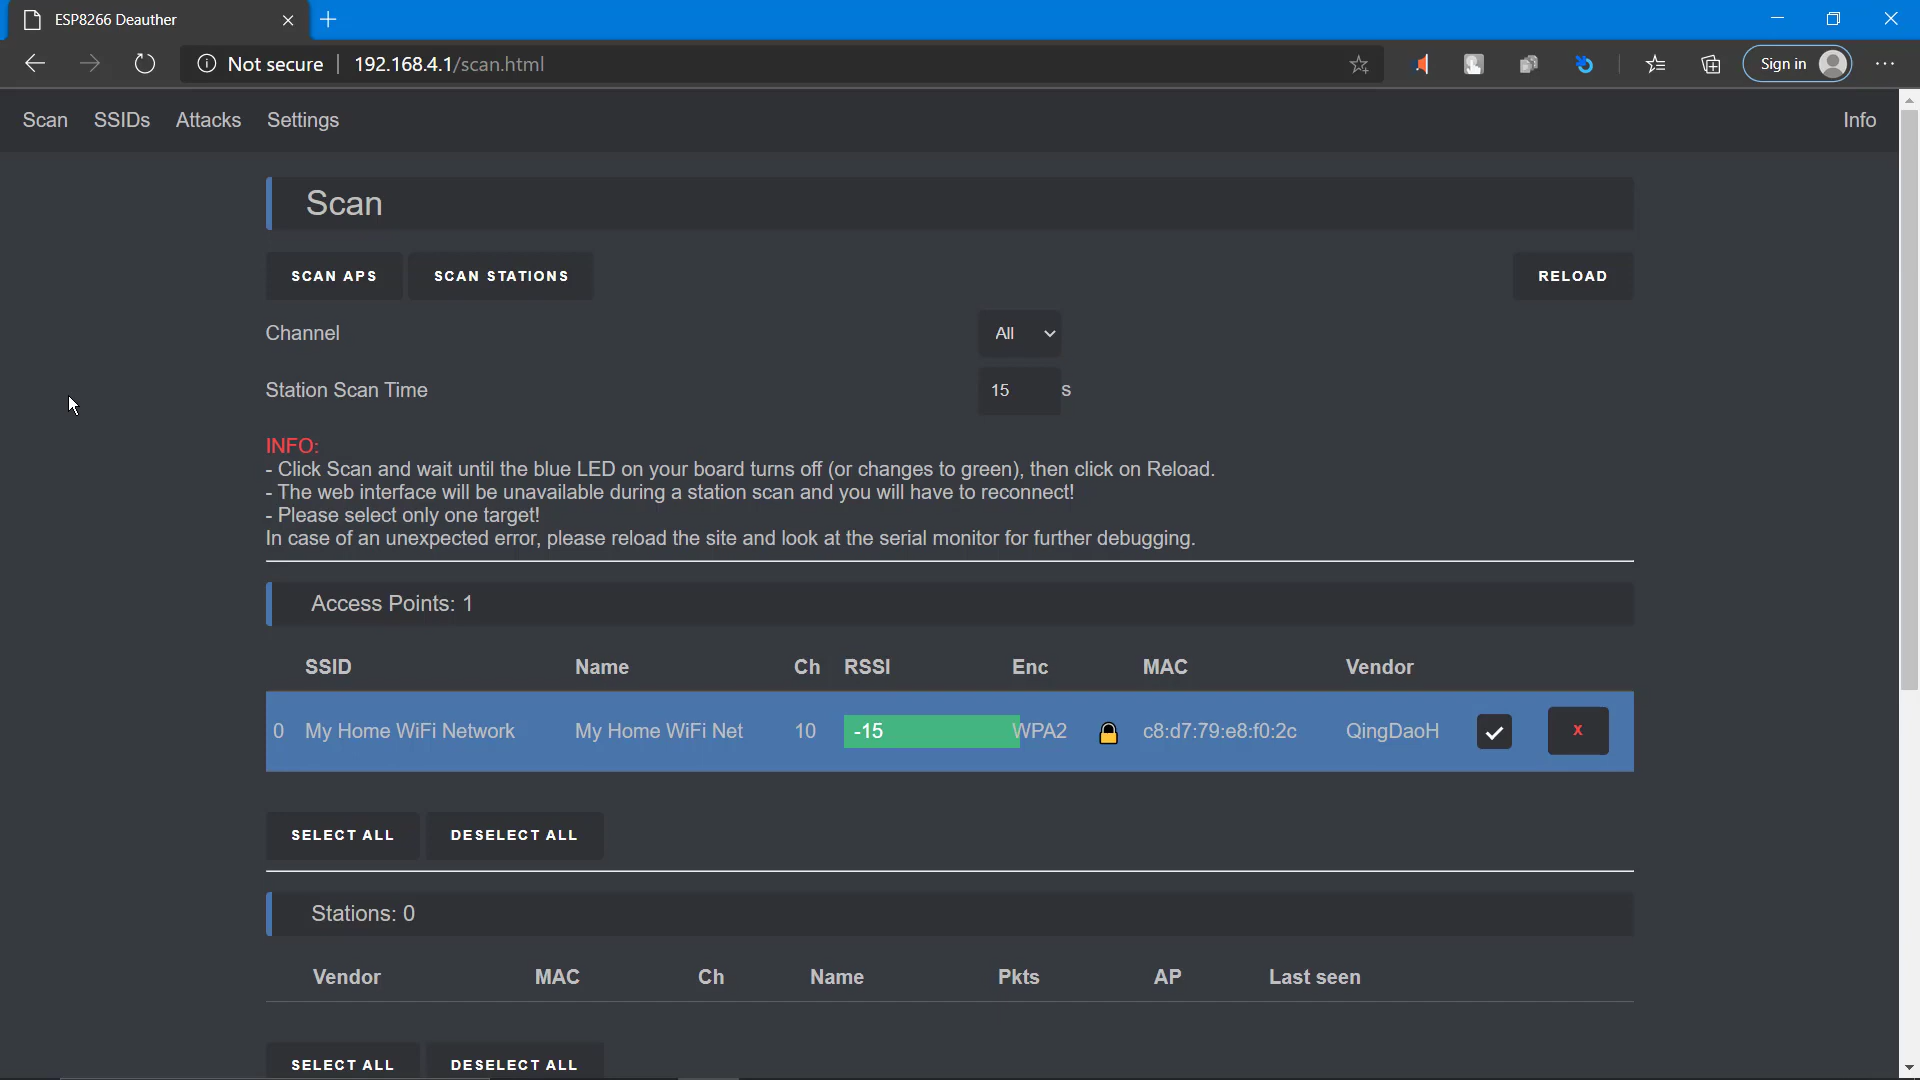 ESP8266 Deauther
Not secure | 192.168.4.1/scan.html
Sign in
Scan SSIDs Attacks Settings Info
Scan
SCAN APS SCAN STATIONS RELOAD
Channel All
Station Scan Time 15 s
INFO:
- Click Scan and wait until the blue LED on your board turns off (or changes to green), then click on Reload.
- The web interface will be unavailable during a station scan and you will have to reconnect!
- Please select only one target!
In case of an unexpected error, please reload the site and look at the serial monitor for further debugging.
Access Points: 1
SSID Name Ch RSSI Enc MAC Vendor
0 My Home WiFi Network My Home WiFi Net 10 -15 WPA2 c8:d7:79:e8:f0:2c QingDaoH x
SELECT ALL DESELECT ALL
Stations: 0
Vendor MAC Ch Name Pkts AP Last seen
SELECT ALL DESELECT ALL